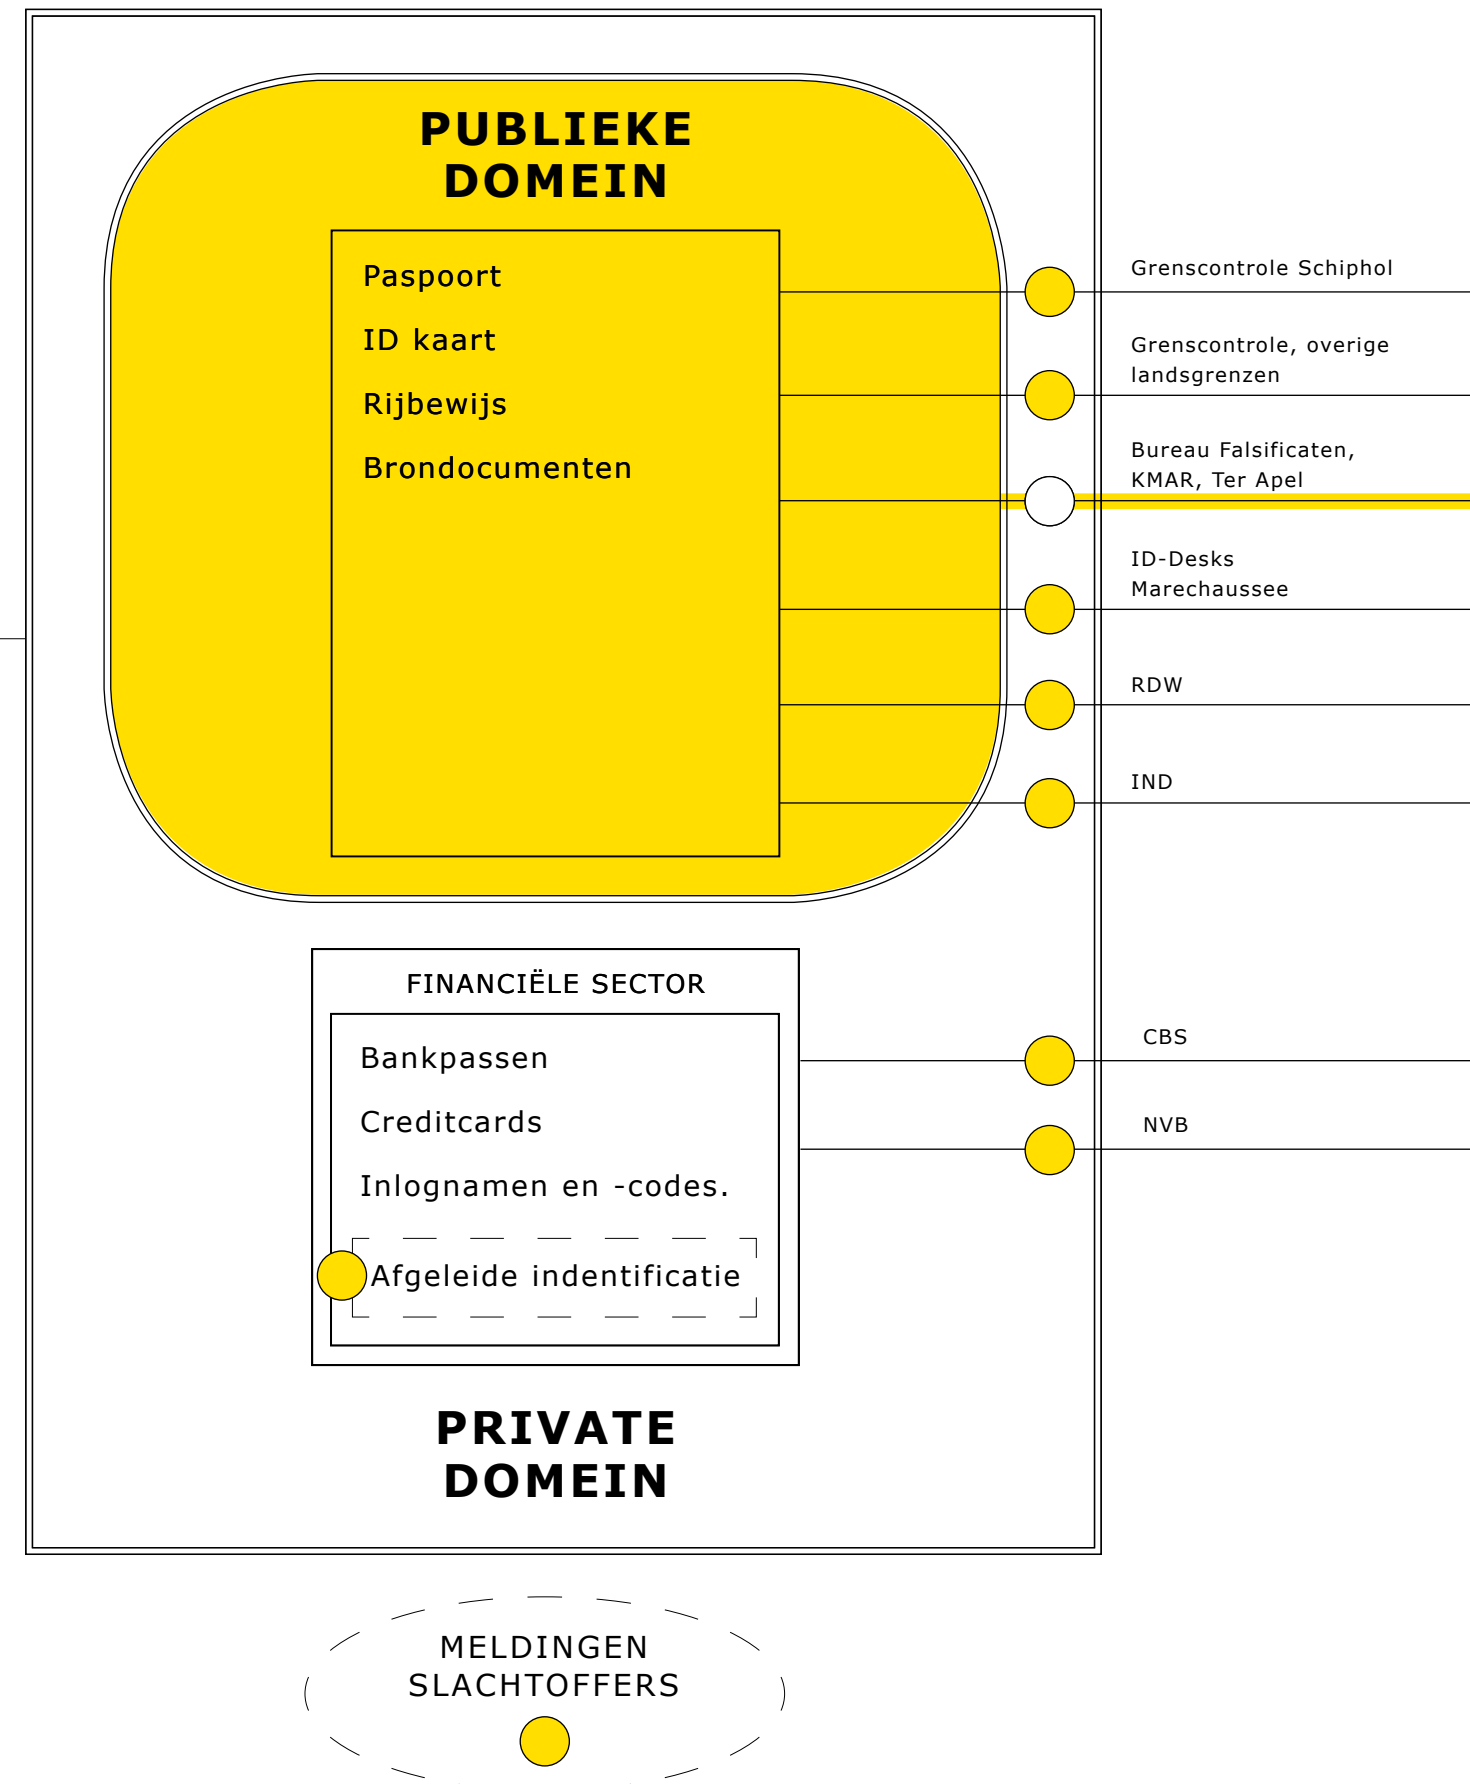 PUBLIEKE
DOMEIN
Paspoort
ID kaart
Rijbewijs
Brondocumenten
Grenscontrole Schiphol
Grenscontrole, overige
landsgrenzen
Bureau Falsificaten,
KMAR, Ter Apel
ID-Desks
Marechaussee
RDW
IND
FINANCIËLE SECTOR
Bankpassen
Creditcards
Inlognamen en -codes.
Afgeleide indentificatie
CBS
NVB
PRIVATE
DOMEIN
MELDINGEN
SLACHTOFFERS